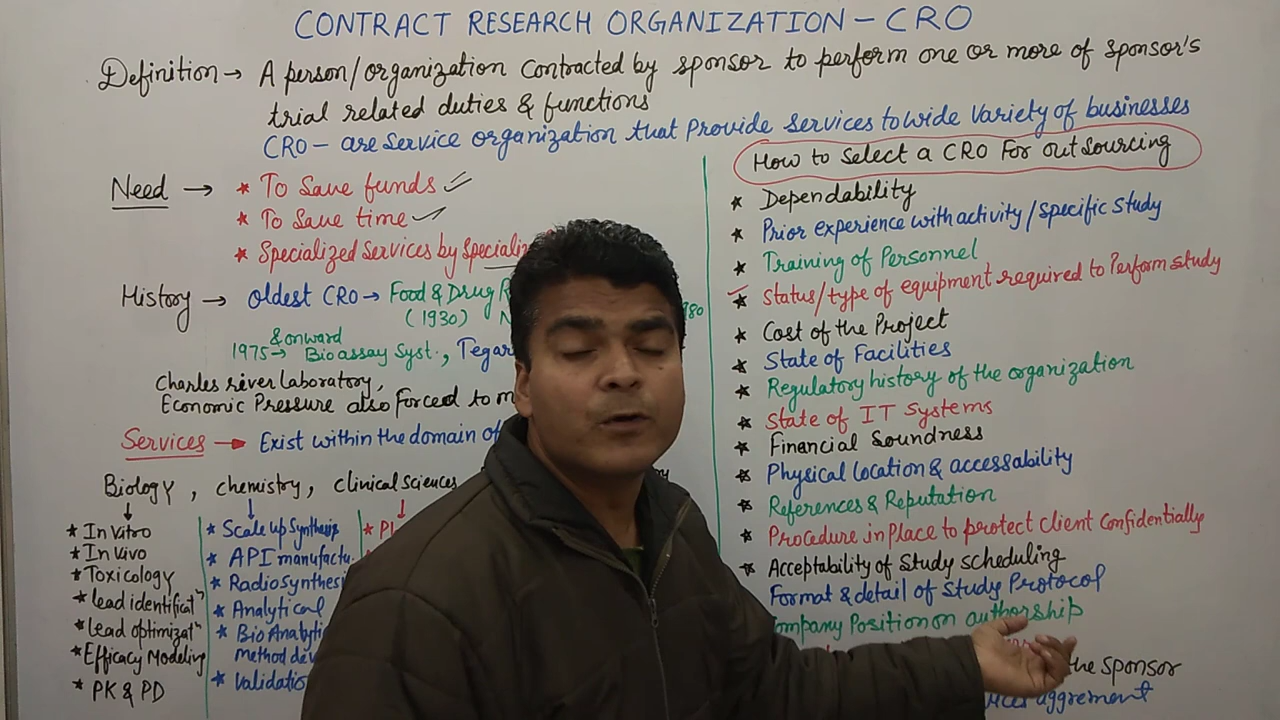 CONTRACT RESEARCH ORGANIZATION – CRO
Definition → A person/organization contracted by sponsor to perform one or more of sponsor's
trial related duties & functions
CRO – are service organization that provide services to wide variety of businesses
Need → * To Save funds ✓
* To Save time ✓
* Specialized Services by
History → Oldest CRO → Food & Drug
(1930)
1980
& onward
1975 → Bioassay Syst.,
Charles river laboratory,
Economic Pressure also forced to
Services → Exist within the domain of
Biology, chemistry, clinical sciences
* In Vitro
* In Vivo
* Toxicology
* lead identificatⁿ
* lead optimizatⁿ
* Efficacy Modeling
* PK & PD
* Scale up Synthesis
* API
* Radiosynthesi
* Analytical
* Bio
method
* 
* 
How to Select a CRO For outsourcing
* Dependability
* Prior experience with activity/specific study
* Training of Personnel
* Status/type of equipment required to Perform study
* Cost of the Project
* State of Facilities
* Regulatory history of the organization
* State of IT Systems
* Financial Soundness
* Physical location & accessability
* References & Reputation
* Procedure in Place to protect client Confidentially
* Acceptability of Study scheduling
Format & detail of Study Protocol
Position on authorship
the sponsor
aggrement